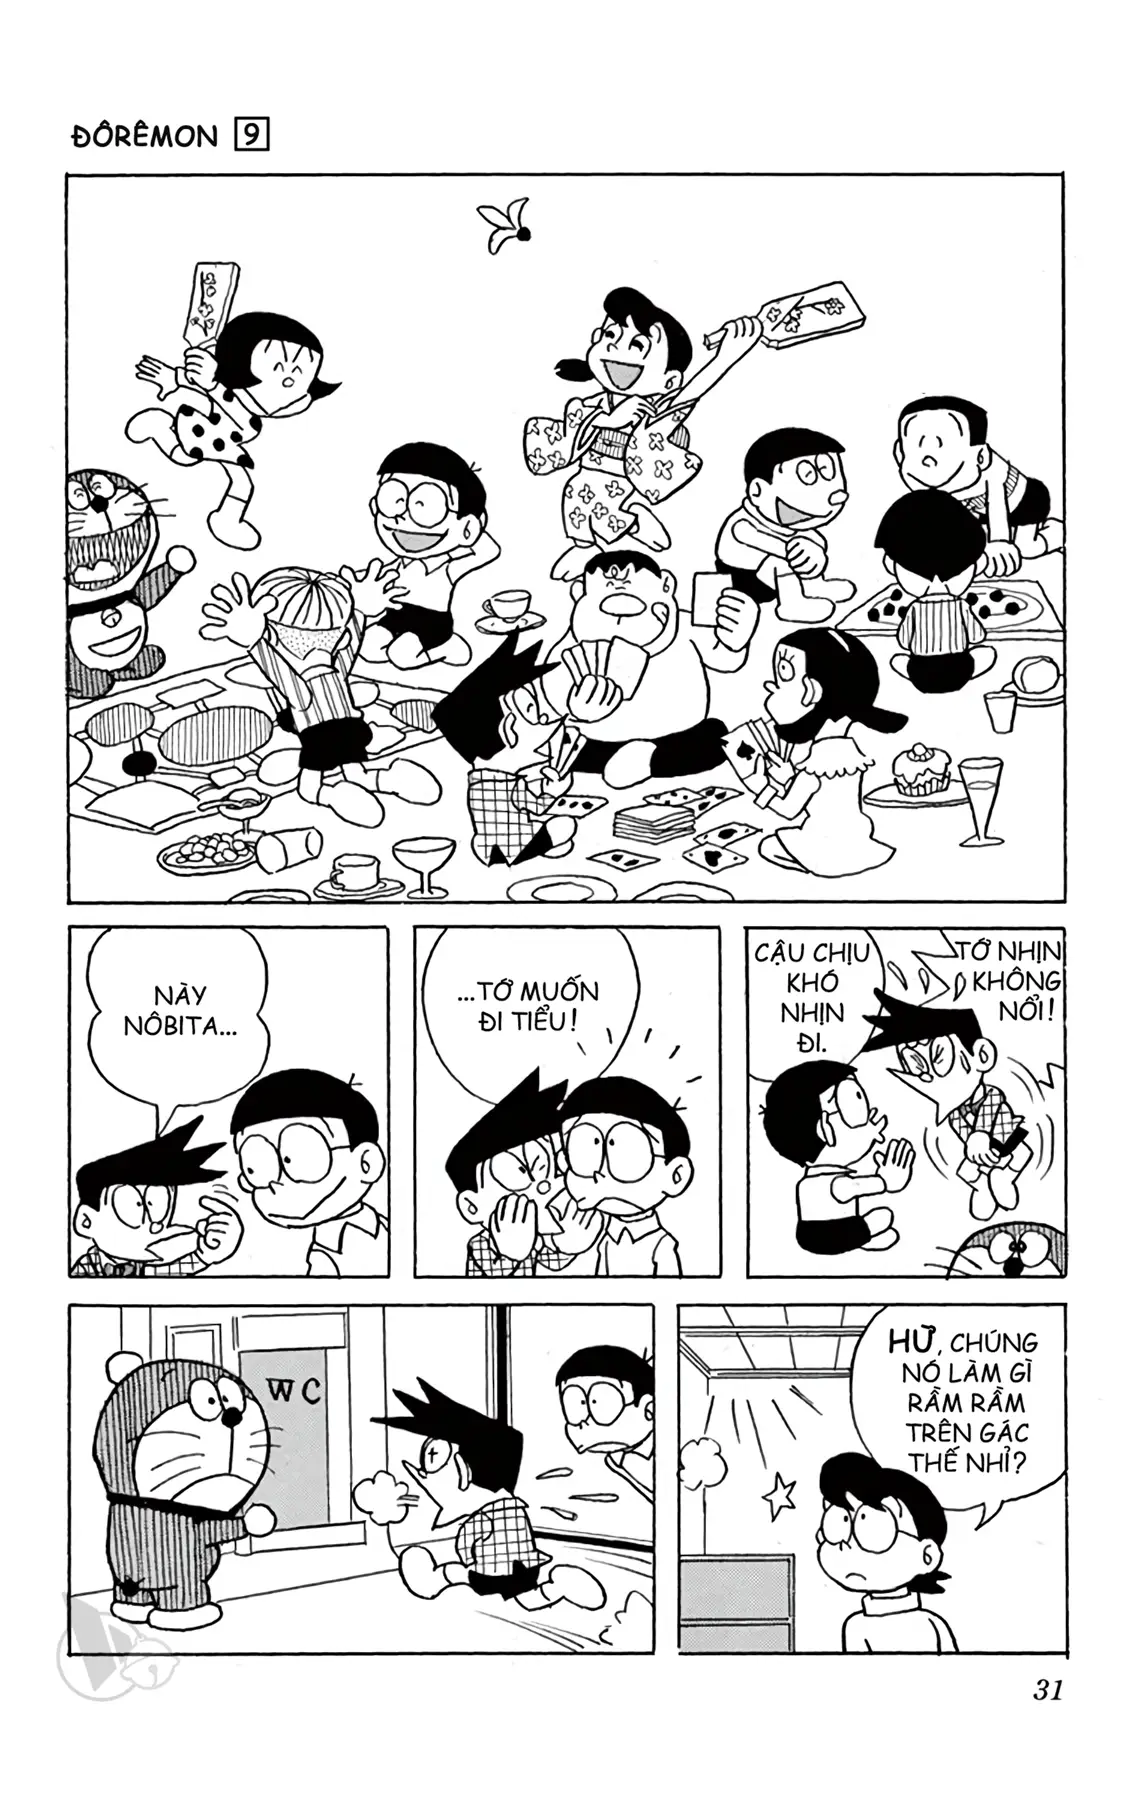 ĐÔRÊMON 9
NÀY
NÔBITA...
...TỚ MUỐN
ĐI TIỂU!
CẬU CHỊU
KHÓ
NHỊN
ĐI.
TỚ NHỊN
KHÔNG
NỔI!
WC
HỪ, CHÚNG
NÓ LÀM GÌ
RẦM RẦM
TRÊN GÁC
THẾ NHỈ?
31